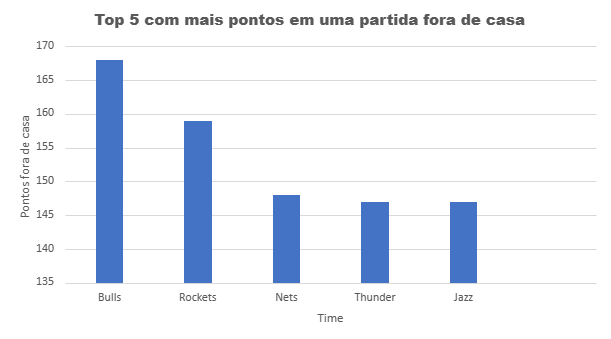 Top 5 com mais pontos em uma partida fora de casa
170
165
160
155
150
145
140
135
Pontos fora de casa
Bulls Rockets Nets Thunder Jazz
Time